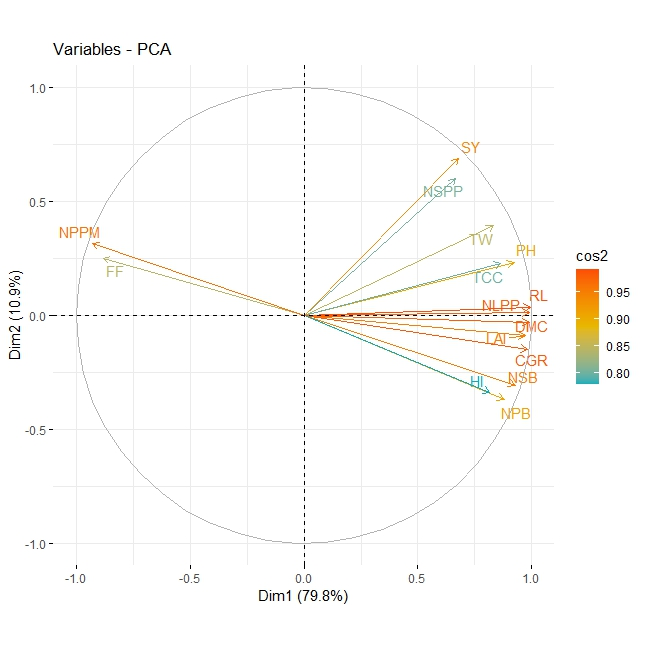 Variables - PCA
1.0
0.5
0.0
-0.5
-1.0
Dim2 (10.9%)
SY
NSPP
NPPM
TW
PH
FF
TCC
RL
NLPP
DMC
LAI
CGR
HI
NSB
NPB
-1.0
-0.5
0.0
0.5
1.0
Dim1 (79.8%)
cos2
0.95
0.90
0.85
0.80